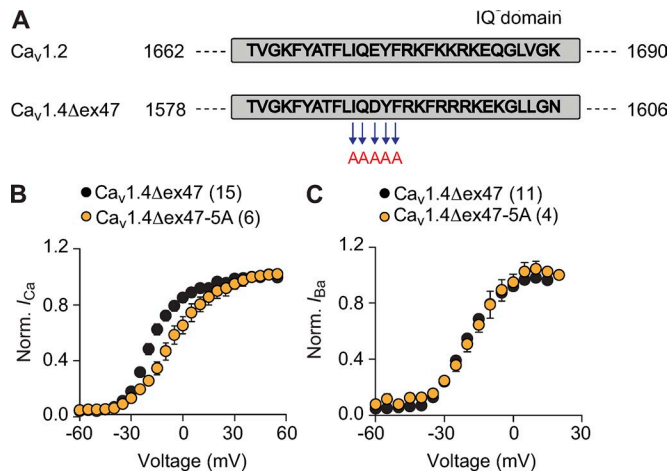 A
IQ-domain
Cav1.2 1662 ---- TVGKFYATFLIQEYFRKFKKRKEQGLVGK ---- 1690
Cav1.4Δex47 1578 ---- TVGKFYATFLIQDYFRKFRRRKEKGLLGN ---- 1606
AAAAA
B
Cav1.4Δex47 (15)
Cav1.4Δex47-5A (6)
Norm. ICa
1.2
0.8
0.4
0.0
-60 -30 0 30 60
Voltage (mV)
C
Cav1.4Δex47 (11)
Cav1.4Δex47-5A (4)
Norm. IBa
1.2
0.8
0.4
0.0
-60 -30 0 30
Voltage (mV)